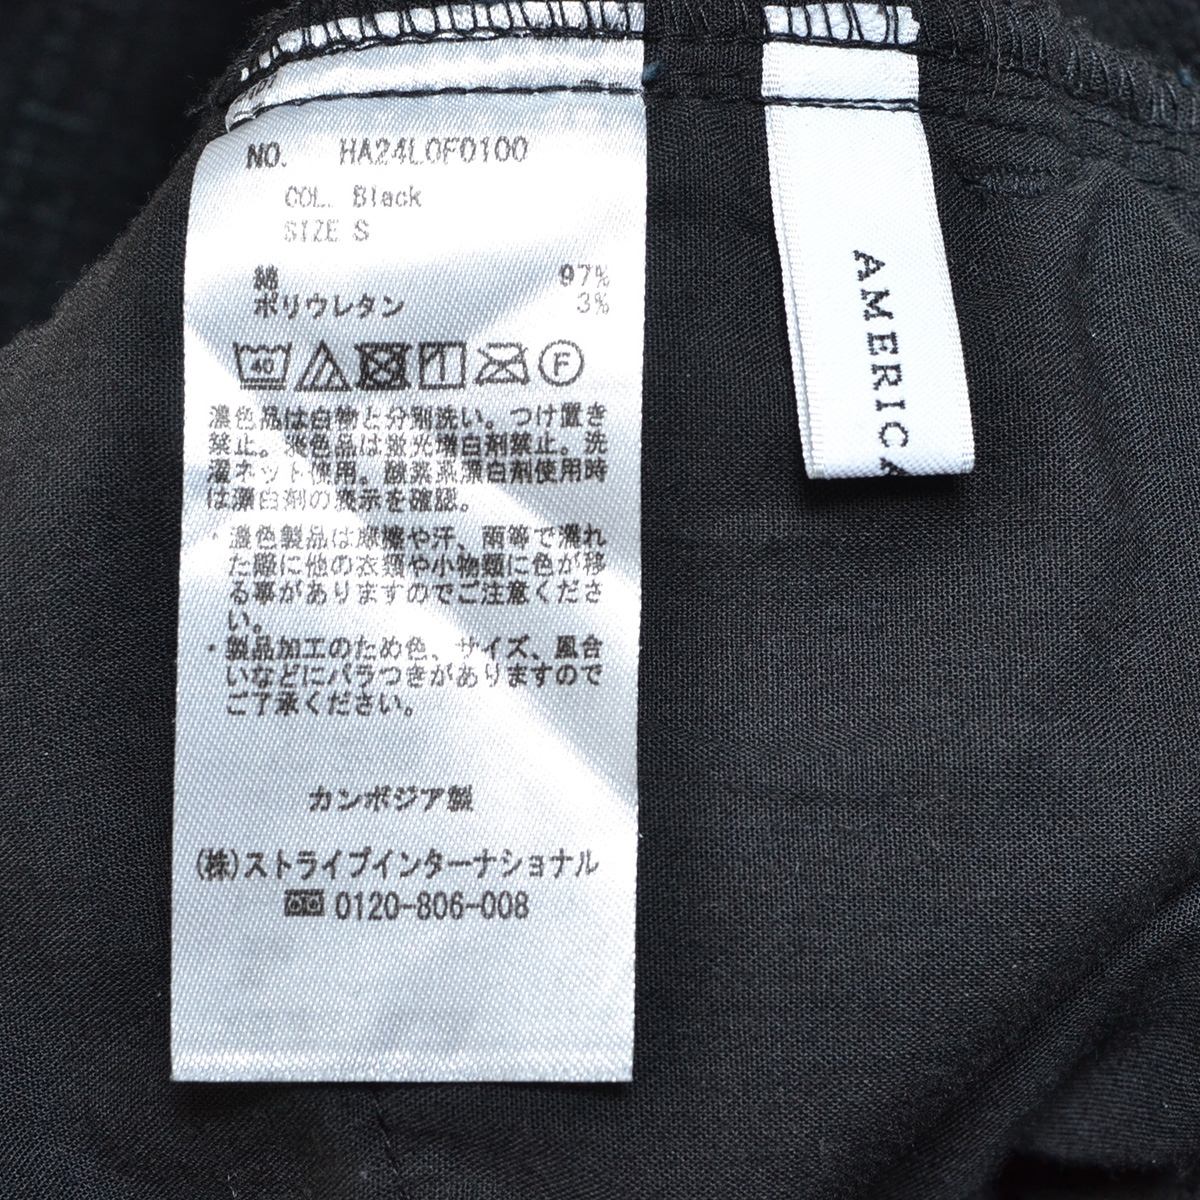 NO. HA24L0F0100
COL. Black
SIZE S
綿 97%
ポリウレタン 3%
40 F
濃色品は白物と分別洗い。つけ置き
禁止。淡色品は蛍光増白剤禁止。洗
濯ネット使用。酸素系漂白剤使用時
は漂白剤の表示を確認。
・濃色製品は摩擦や汗、雨等で濡れ
た際に他の衣類や小物類に色が移
る事がありますのでご注意くださ
い。
・製品加工のため色、サイズ、風合
いなどにバラつきがありますので
ご了承ください。
カンボジア製
(株)ストライプインターナショナル
0120-806-008
AMERICA